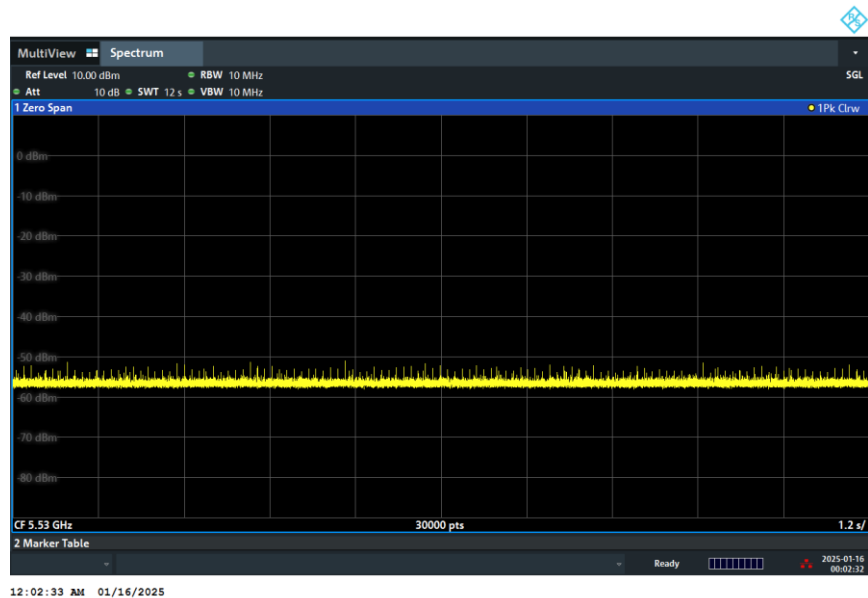 R S
MultiView Spectrum
Ref Level 10.00 dBm RBW 10 MHz SGL
Att 10 dB SWT 12 s VBW 10 MHz
1 Zero Span 1Pk Clrw
0 dBm
-10 dBm
-20 dBm
-30 dBm
-40 dBm
-50 dBm
-60 dBm
-70 dBm
-80 dBm
CF 5.53 GHz 30000 pts 1.2 s/
2 Marker Table
Ready 2025-01-16
00:02:32
12:02:33 AM 01/16/2025